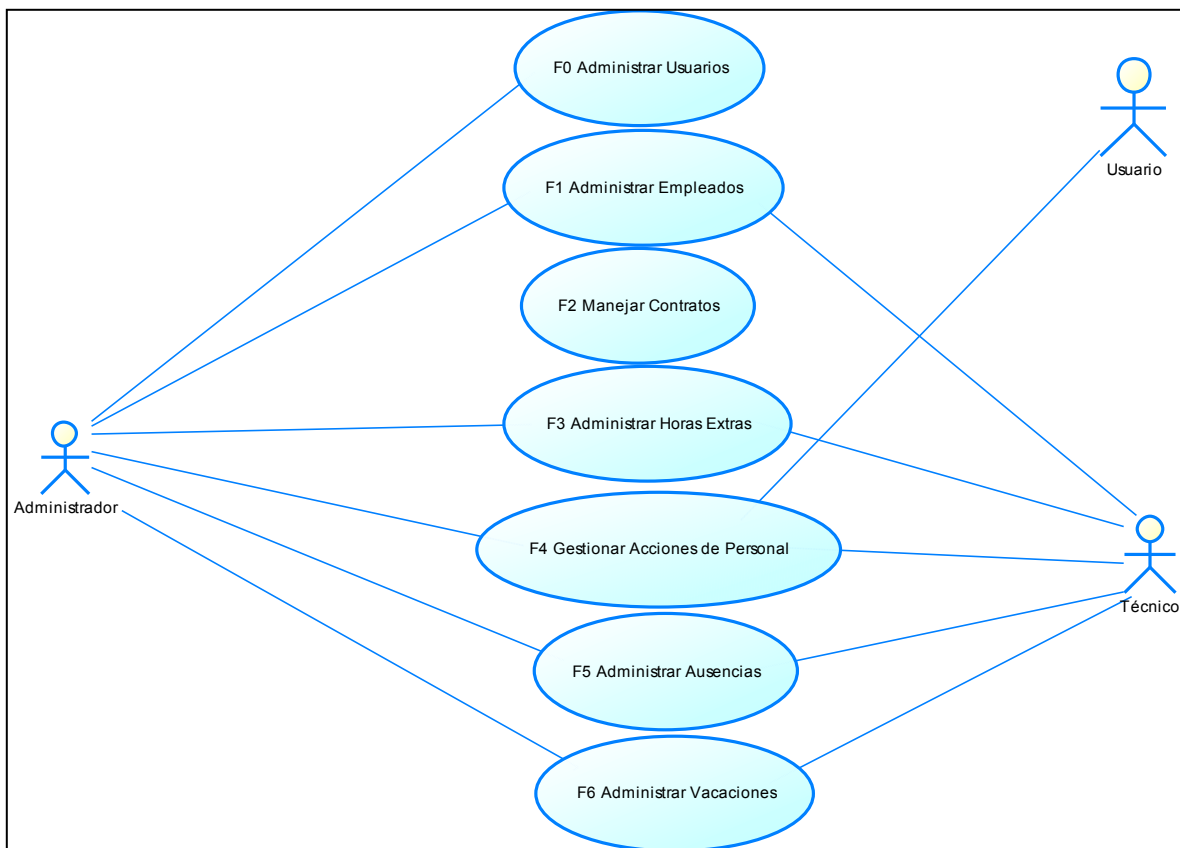 F0 Administrar Usuarios
Usuario
F1 Administrar Empleados
F2 Manejar Contratos
F3 Administrar Horas Extras
Administrador
F4 Gestionar Acciones de Personal
Técnico
F5 Administrar Ausencias
F6 Administrar Vacaciones